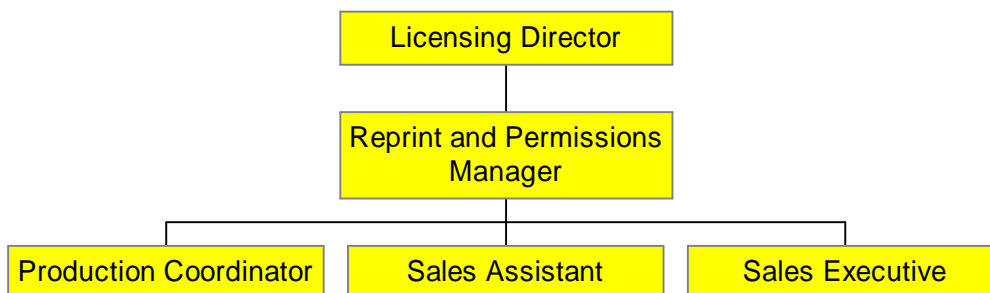 Licensing Director
Reprint and Permissions
Manager
Production Coordinator
Sales Assistant
Sales Executive